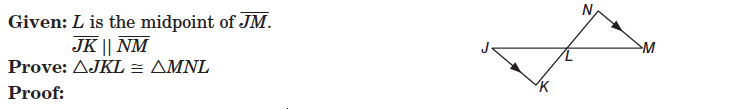 Given: L is the midpoint of JM.
JK || NM
Prove: △JKL ≅ △MNL
Proof:
N
J
L
M
K